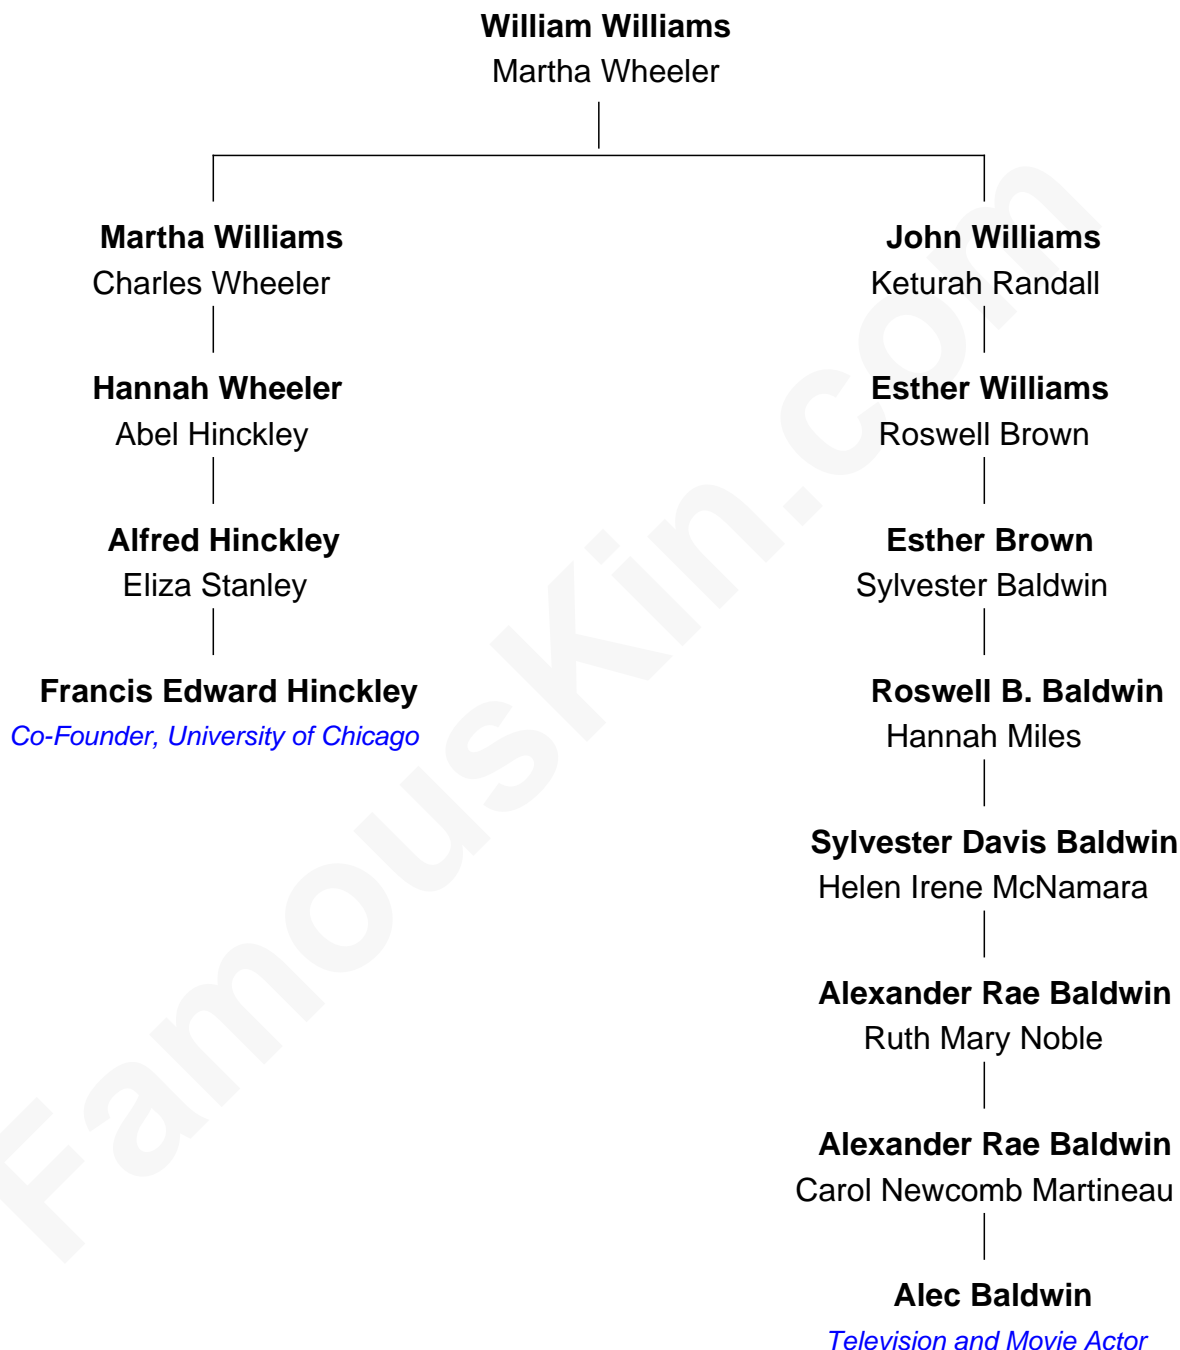 William Williams
Martha Wheeler
Martha Williams
Charles Wheeler
John Williams
Keturah Randall
Hannah Wheeler
Abel Hinckley
Esther Williams
Roswell Brown
Alfred Hinckley
Eliza Stanley
Esther Brown
Sylvester Baldwin
Francis Edward Hinckley
Co-Founder, University of Chicago
Roswell B. Baldwin
Hannah Miles
Sylvester Davis Baldwin
Helen Irene McNamara
Alexander Rae Baldwin
Ruth Mary Noble
Alexander Rae Baldwin
Carol Newcomb Martineau
Alec Baldwin
Television and Movie Actor
FamousKin.com